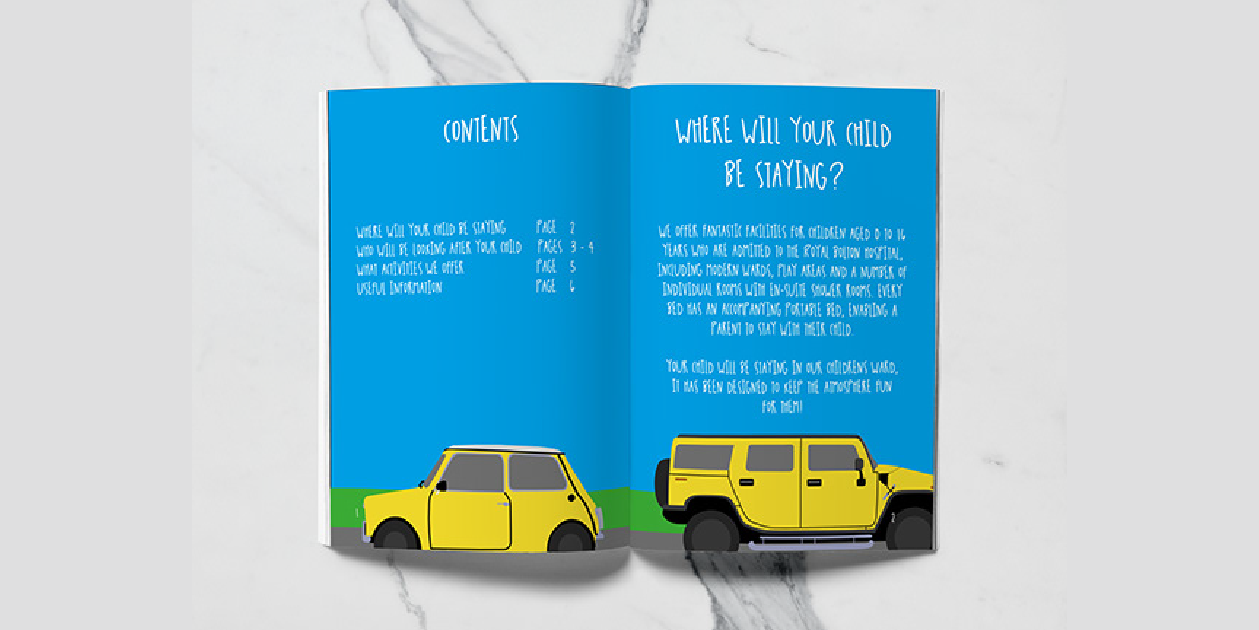 CONTENTS
WHERE WILL YOUR CHILD BE STAYING PAGE 2
WHO WILL BE LOOKING AFTER YOUR CHILD PAGES 3 - 4
WHAT ACTIVITIES WE OFFER PAGE 5
USEFUL INFORMATION PAGE 6
1
WHERE WILL YOUR CHILD
BE STAYING?
WE OFFER FANTASTIC FACILITIES FOR CHILDREN AGED 0 TO 16
YEARS WHO ARE ADMITTED TO THE ROYAL BOLTON HOSPITAL,
INCLUDING MODERN WARDS, PLAY AREAS AND A NUMBER OF
INDIVIDUAL ROOMS WITH EN-SUITE SHOWER ROOMS. EVERY
BED HAS AN ACCOMPANYING PORTABLE BED, ENABLING A
PARENT TO STAY WITH THEIR CHILD.
YOUR CHILD WILL BE STAYING IN OUR CHILDRENS WARD,
IT HAS BEEN DESIGNED TO KEEP THE ATMOSPHERE FUN
FOR THEM!
2